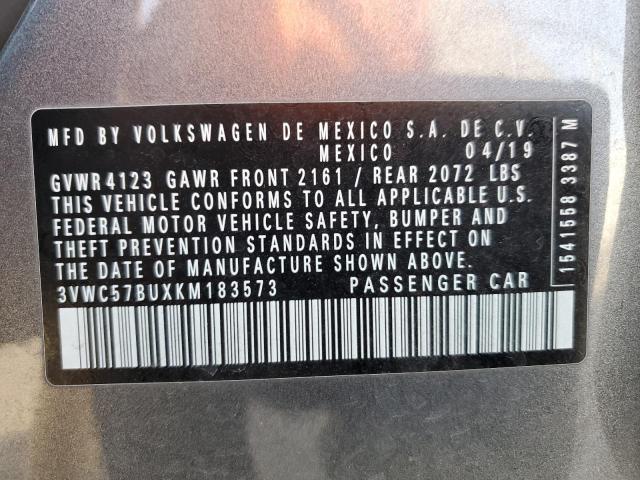 MFD BY VOLKSWAGEN DE MEXICO S.A. DE C.V.
MEXICO 04/19
GVWR 4123 GAWR FRONT 2161 / REAR 2072 LBS
THIS VEHICLE CONFORMS TO ALL APPLICABLE U.S.
FEDERAL MOTOR VEHICLE SAFETY, BUMPER AND
THEFT PREVENTION STANDARDS IN EFFECT ON
THE DATE OF MANUFACTURE SHOWN ABOVE.
3VWC57BUXKM183573 PASSENGER CAR
1541558 3387 M